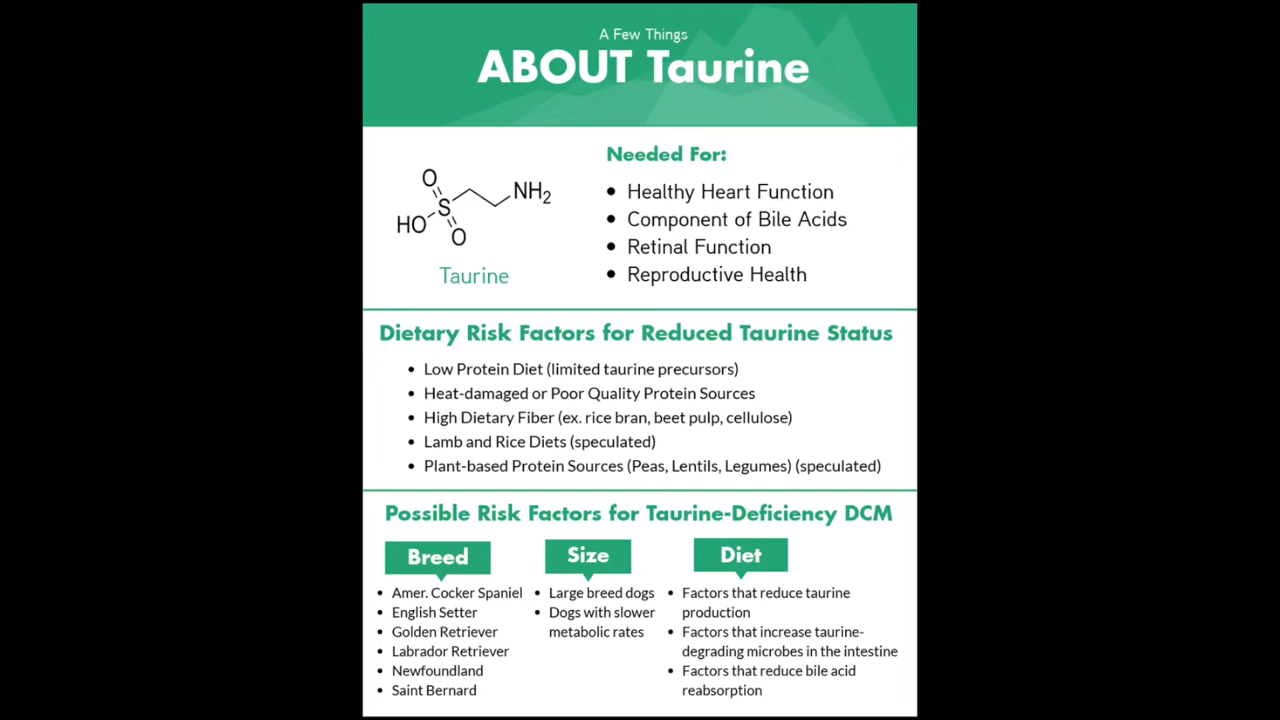 A Few Things
ABOUT Taurine
O
S
NH2
HO
O
Taurine
Needed For:
• Healthy Heart Function
• Component of Bile Acids
• Retinal Function
• Reproductive Health
Dietary Risk Factors for Reduced Taurine Status
• Low Protein Diet (limited taurine precursors)
• Heat-damaged or Poor Quality Protein Sources
• High Dietary Fiber (ex. rice bran, beet pulp, cellulose)
• Lamb and Rice Diets (speculated)
• Plant-based Protein Sources (Peas, Lentils, Legumes) (speculated)
Possible Risk Factors for Taurine-Deficiency DCM
Breed
• Amer. Cocker Spaniel
• English Setter
• Golden Retriever
• Labrador Retriever
• Newfoundland
• Saint Bernard
Size
• Large breed dogs
• Dogs with slower
metabolic rates
Diet
• Factors that reduce taurine
production
• Factors that increase taurine-
degrading microbes in the intestine
• Factors that reduce bile acid
reabsorption